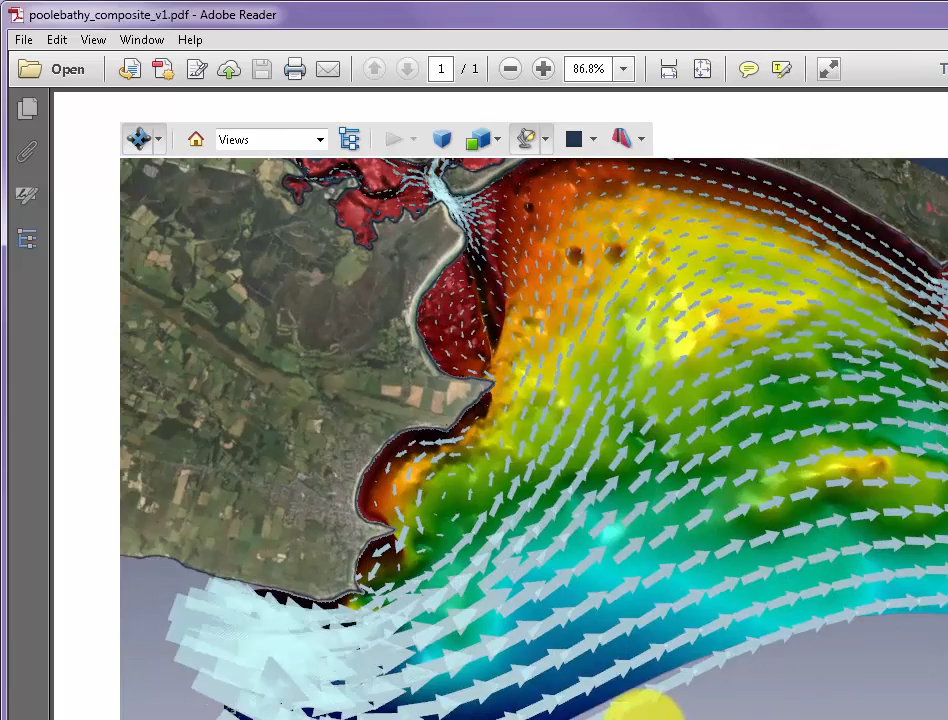 poolebathy_composite_v1.pdf - Adobe Reader
File Edit View Window Help
Open 1 / 1 86.8% T
Views